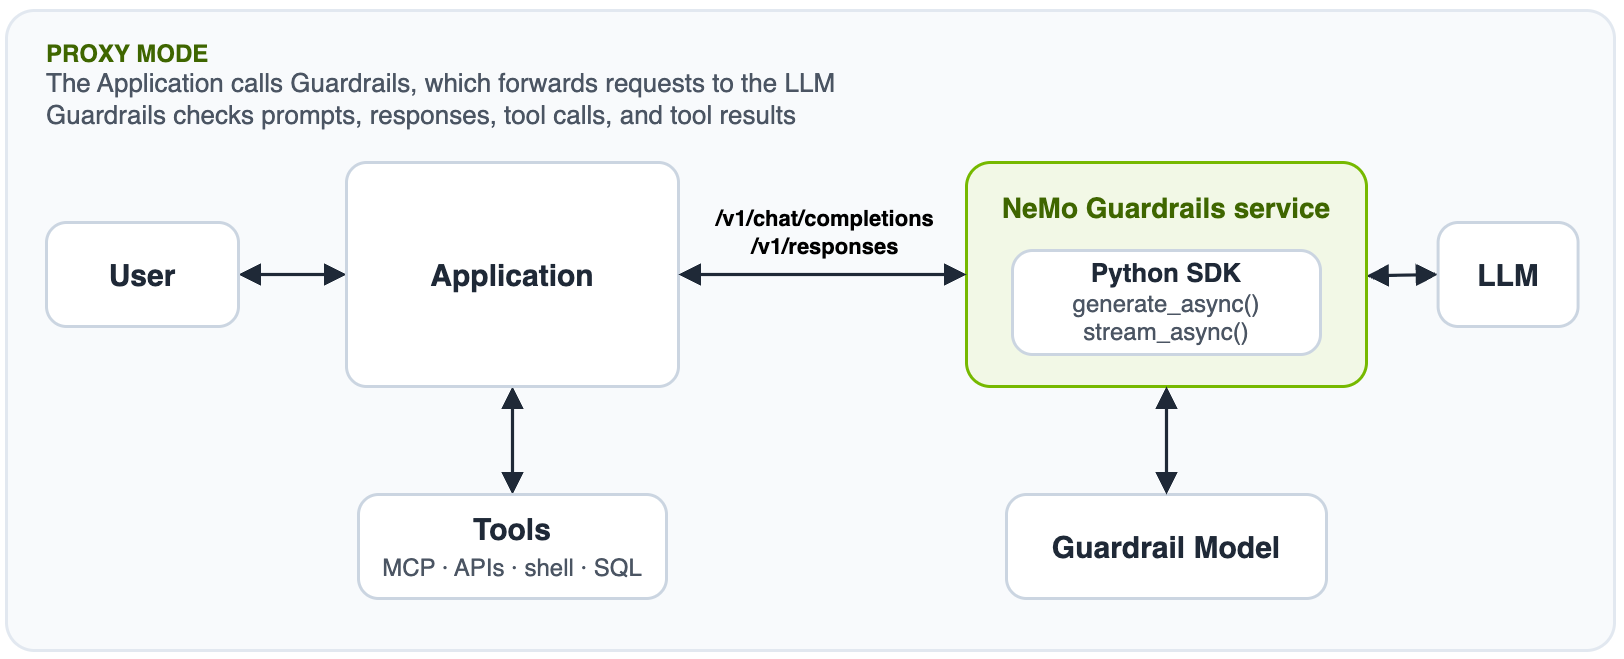 PROXY MODE
The Application calls Guardrails, which forwards requests to the LLM
Guardrails checks prompts, responses, tool calls, and tool results
User
Application
/v1/chat/completions
/v1/responses
NeMo Guardrails service
Python SDK
generate_async()
stream_async()
LLM
Tools
MCP · APIs · shell · SQL
Guardrail Model